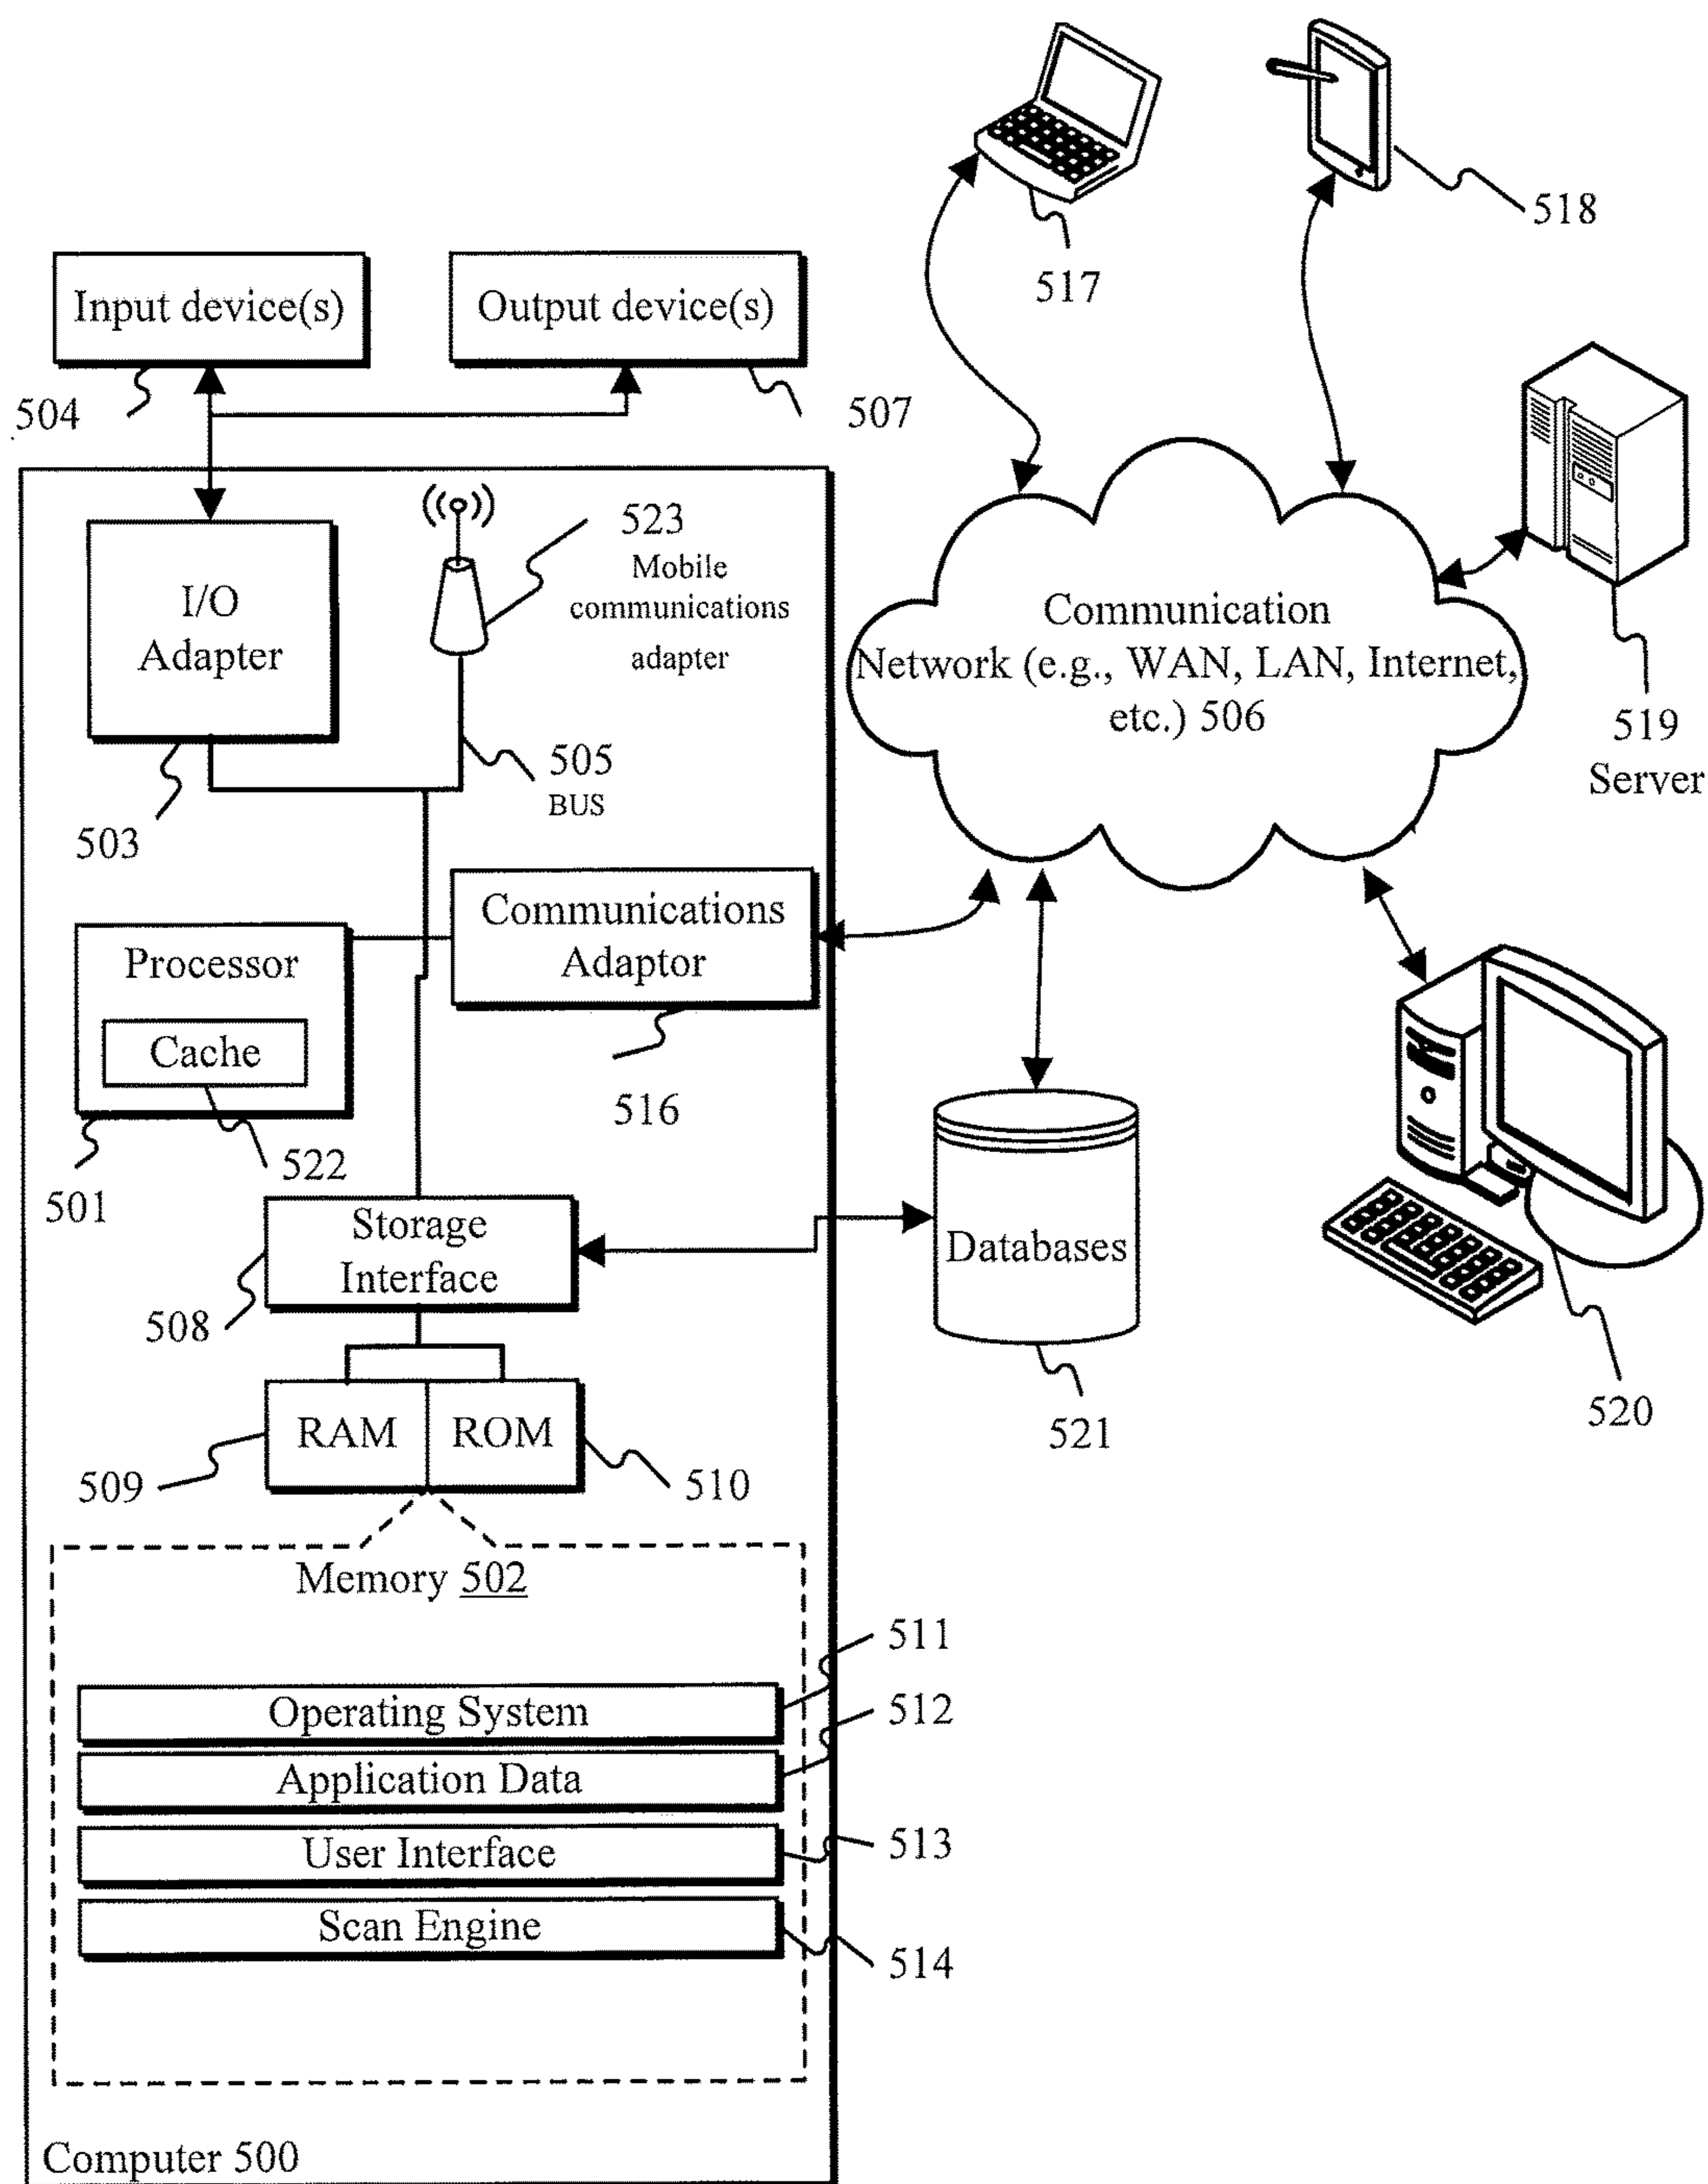 517
518
Input device(s)
Output device(s)
504
507
519
Server
I/O
Adapter
503
523
Mobile
communications
adapter
505
BUS
Communication
Network (e.g., WAN, LAN, Internet,
etc.) 506
Communications
Adaptor
516
Processor
Cache
522
501
Storage
Interface
508
Databases
521
520
RAM
ROM
509
510
Memory 502
511
Operating System
512
Application Data
513
User Interface
Scan Engine
514
Computer 500